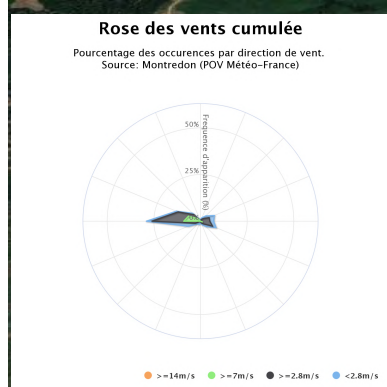 Rose des vents cumulée
Pourcentage des occurences par direction de vent.
Source: Montredon (POV Météo-France)
50%
25%
Frequence d'apparition (%)
>=14m/s
>=7m/s
>=2.8m/s
<2.8m/s